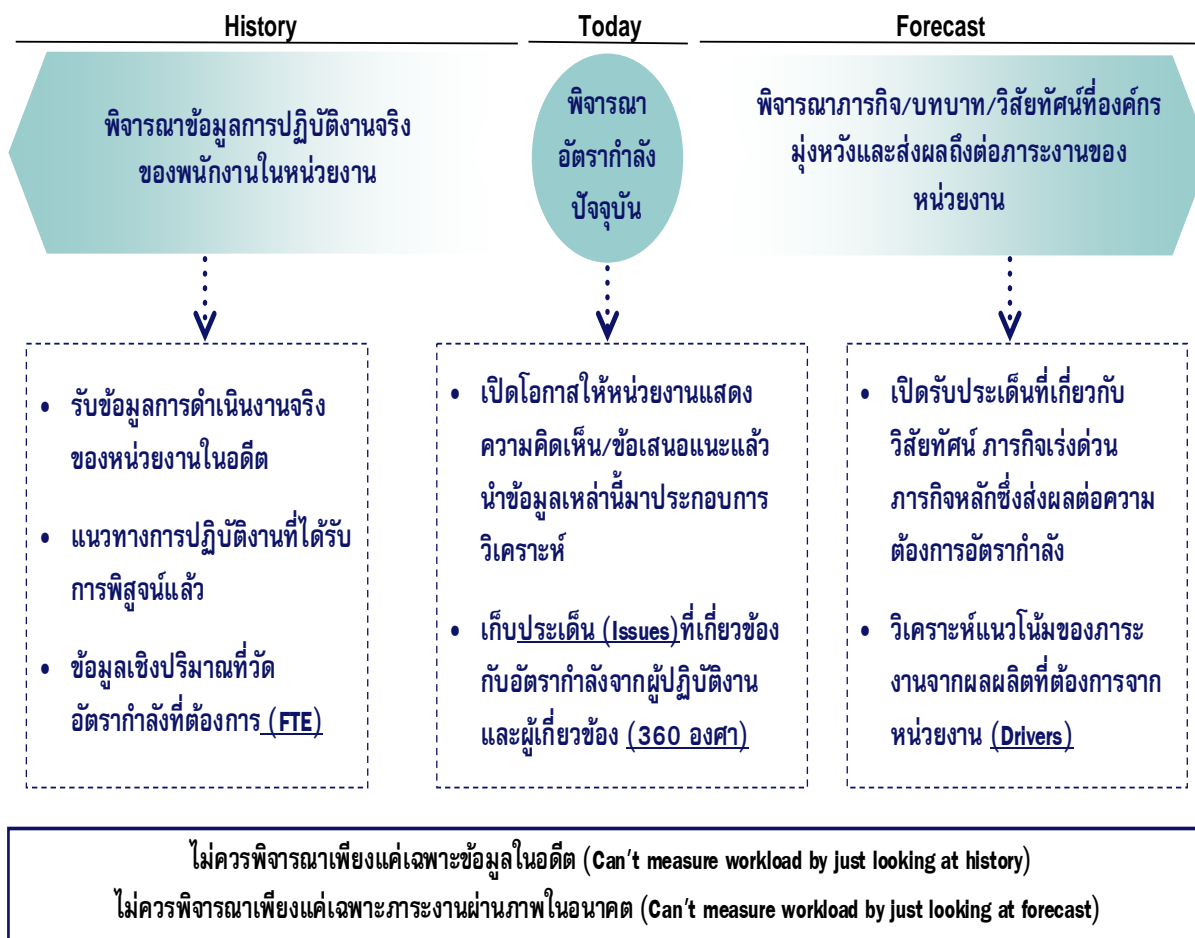 History
Today
Forecast
พิจารณาข้อมูลการปฏิบัติงานจริง
ของพนักงานในหน่วยงาน
พิจารณา
อัตรากำลัง
ปัจจุบัน
พิจารณาภารกิจ/บทบาท/วิสัยทัศน์ที่องค์กร
มุ่งหวังและส่งผลถึงต่อภาระงานของ
หน่วยงาน
• รับข้อมูลการดำเนินงานจริง
ของหน่วยงานในอดีต
• แนวทางการปฏิบัติงานที่ได้รับ
การพิสูจน์แล้ว
• ข้อมูลเชิงปริมาณที่วัด
อัตรากำลังที่ต้องการ (FTE)
• เปิดโอกาสให้หน่วยงานแสดง
ความคิดเห็น/ข้อเสนอแนะแล้ว
นำข้อมูลเหล่านี้มาประกอบการ
วิเคราะห์
• เก็บประเด็น (Issues)ที่เกี่ยวข้อง
กับอัตรากำลังจากผู้ปฏิบัติงาน
และผู้เกี่ยวข้อง (360 องศา)
• เปิดรับประเด็นที่เกี่ยวกับ
วิสัยทัศน์ ภารกิจเร่งด่วน
ภารกิจหลักซึ่งส่งผลต่อความ
ต้องการอัตรากำลัง
• วิเคราะห์แนวโน้มของภาระ
งานจากผลผลิตที่ต้องการจาก
หน่วยงาน (Drivers)
ไม่ควรพิจารณาเพียงแค่เฉพาะข้อมูลในอดีต (Can't measure workload by just looking at history)
ไม่ควรพิจารณาเพียงแค่เฉพาะภาระงานผ่านภาพในอนาคต (Can't measure workload by just looking at forecast)